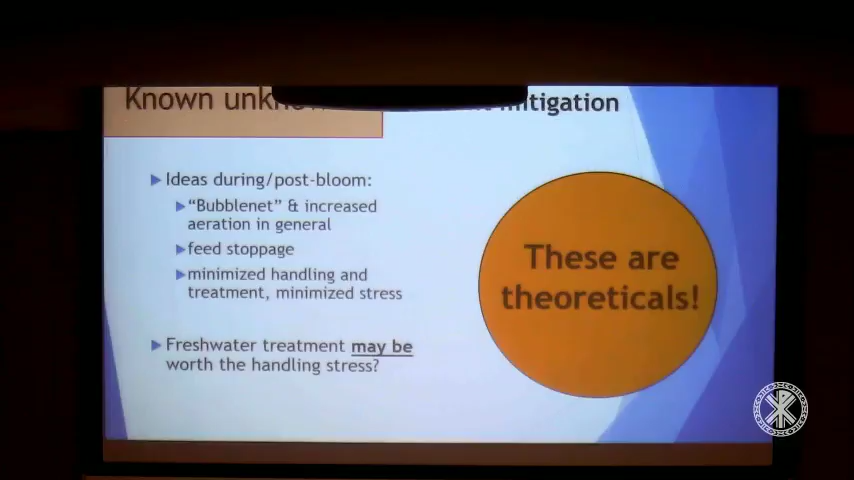 Known mitigation
▶ Ideas during/post-bloom:
▶ "Bubblenet" & increased
aeration in general
▶ feed stoppage
▶ minimized handling and
treatment, minimized stress
▶ Freshwater treatment may be
worth the handling stress?
These are
theoreticals!